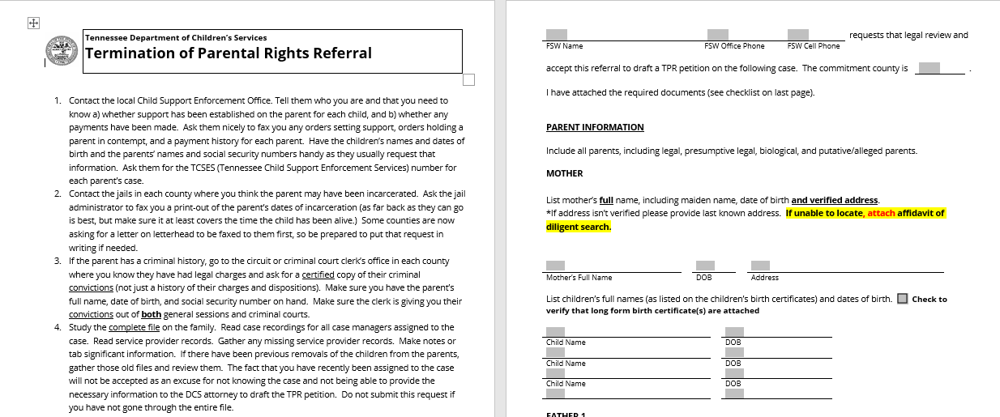 Tennessee Department of Children's Services
Termination of Parental Rights Referral
1. Contact the local Child Support Enforcement Office. Tell them who you are and that you need to
know a) whether support has been established on the parent for each child, and b) whether any
payments have been made. Ask them nicely to fax you any orders setting support, orders holding a
parent in contempt, and a payment history for each parent. Have the children's names and dates of
birth and the parents' names and social security numbers handy as they usually request that
information. Ask them for the TCSES (Tennessee Child Support Enforcement Services) number for
each parent's case.
2. Contact the jails in each county where you think the parent may have been incarcerated. Ask the jail
administrator to fax you a print-out of the parent's dates of incarceration (as far back as they can go
is best, but make sure it at least covers the time the child has been alive.) Some counties are now
asking for a letter on letterhead to be faxed to them first, so be prepared to put that request in
writing if needed.
3. If the parent has a criminal history, go to the circuit or criminal court clerk's office in each county
where you know they have had legal charges and ask for a certified copy of their criminal
convictions (not just a history of their charges and dispositions). Make sure you have the parent's
full name, date of birth, and social security number on hand. Make sure the clerk is giving you their
convictions out of both general sessions and criminal courts.
4. Study the complete file on the family. Read case recordings for all case managers assigned to the
case. Read service provider records. Gather any missing service provider records. Make notes or
tab significant information. If there have been previous removals of the children from the parents,
gather those old files and review them. The fact that you have recently been assigned to the case
will not be accepted as an excuse for not knowing the case and not being able to provide the
necessary information to the DCS attorney to draft the TPR petition. Do not submit this request if
you have not gone through the entire file.
requests that legal review and
FSW Name FSW Office Phone FSW Cell Phone
accept this referral to draft a TPR petition on the following case. The commitment county is .
I have attached the required documents (see checklist on last page).
PARENT INFORMATION
Include all parents, including legal, presumptive legal, biological, and putative/alleged parents.
MOTHER
List mother's full name, including maiden name, date of birth and verified address.
*If address isn't verified please provide last known address. If unable to locate, attach affidavit of
diligent search.
Mother's Full Name DOB Address
List children's full names (as listed on the children's birth certificates) and dates of birth. Check to
verify that long form birth certificate(s) are attached
Child Name DOB
Child Name DOB
Child Name DOB
FATHER 1